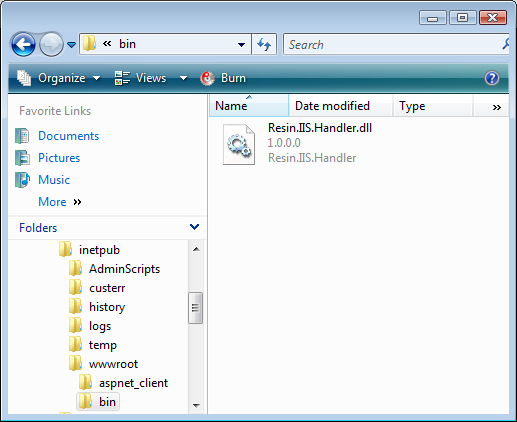 « bin
Search
Organize
Views
Burn
?
Favorite Links
Documents
Pictures
Music
More »
Folders
inetpub
AdminScripts
custerr
history
logs
temp
wwwroot
aspnet_client
bin
Name
Date modified
Type
»
Resin.IIS.Handler.dll
1.0.0.0
Resin.IIS.Handler